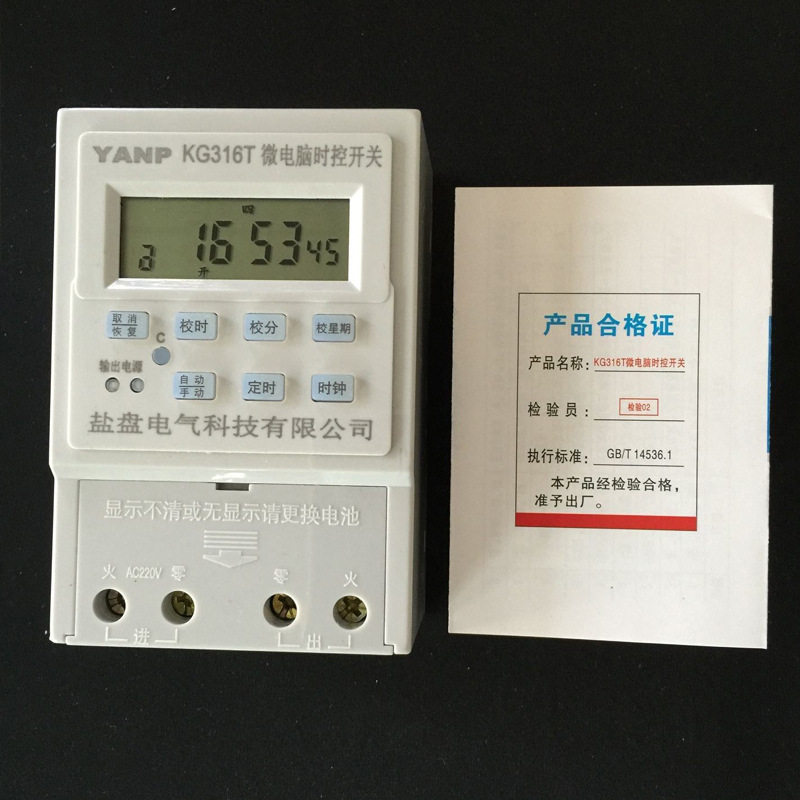 YANP KG316T 微电脑时控开关
四
a 16 53 45
开
取消
恢复
校时
校分
校星期
C
输出 电源
自动
手动
定时
时钟
盐盘电气科技有限公司
显示不清或无显示请更换电池
火 AC220V 零 零 火
进 出
产品合格证
产品名称: KG316T微电脑时控开关
检 验 员: 检验02
执行标准: GB/T 14536.1
本产品经检验合格,
准予出厂。